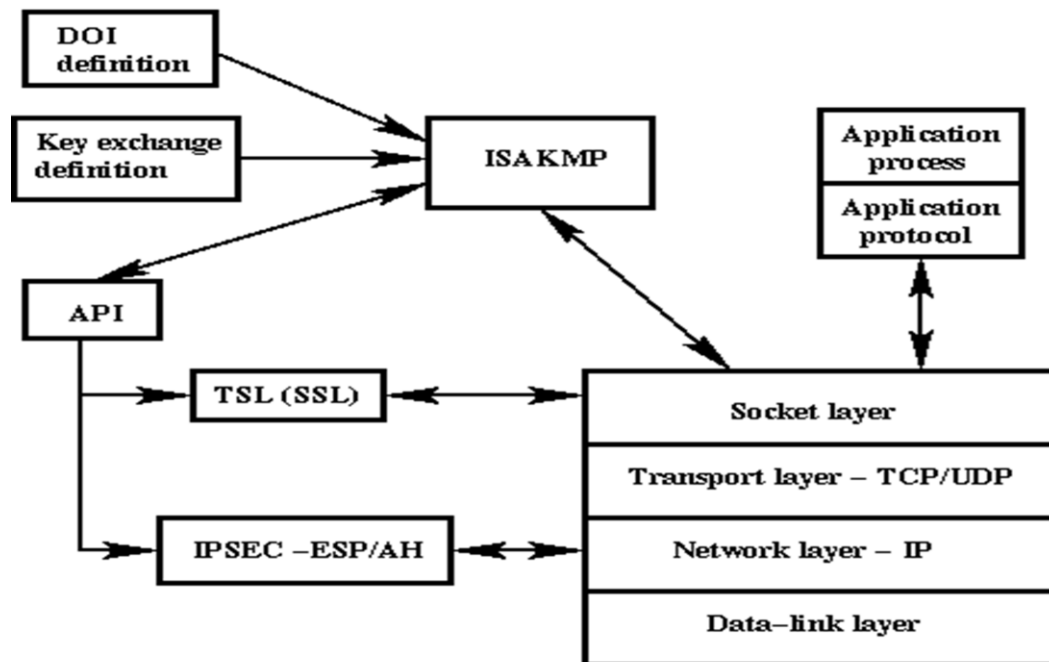 DOI
definition
Key exchange
definition
ISAKMP
Application
process
Application
protocol
API
TSL (SSL)
Socket layer
Transport layer – TCP/UDP
IPSEC –ESP/AH
Network layer – IP
Data–link layer